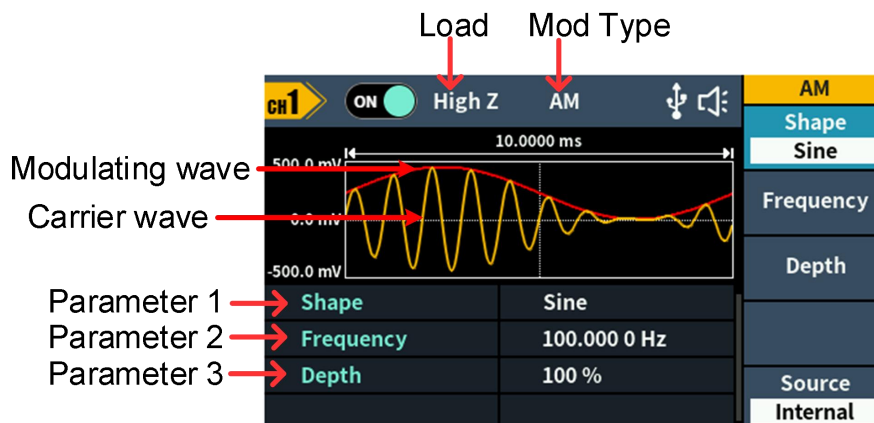 Load Mod Type
CH1 ON High Z AM AM
Shape
Sine
10.0000 ms
500.0 mV
Modulating wave
Frequency
Carrier wave
0.0 mV
Depth
-500.0 mV
Parameter 1 Shape Sine
Parameter 2 Frequency 100.000 0 Hz
Parameter 3 Depth 100 %
Source
Internal